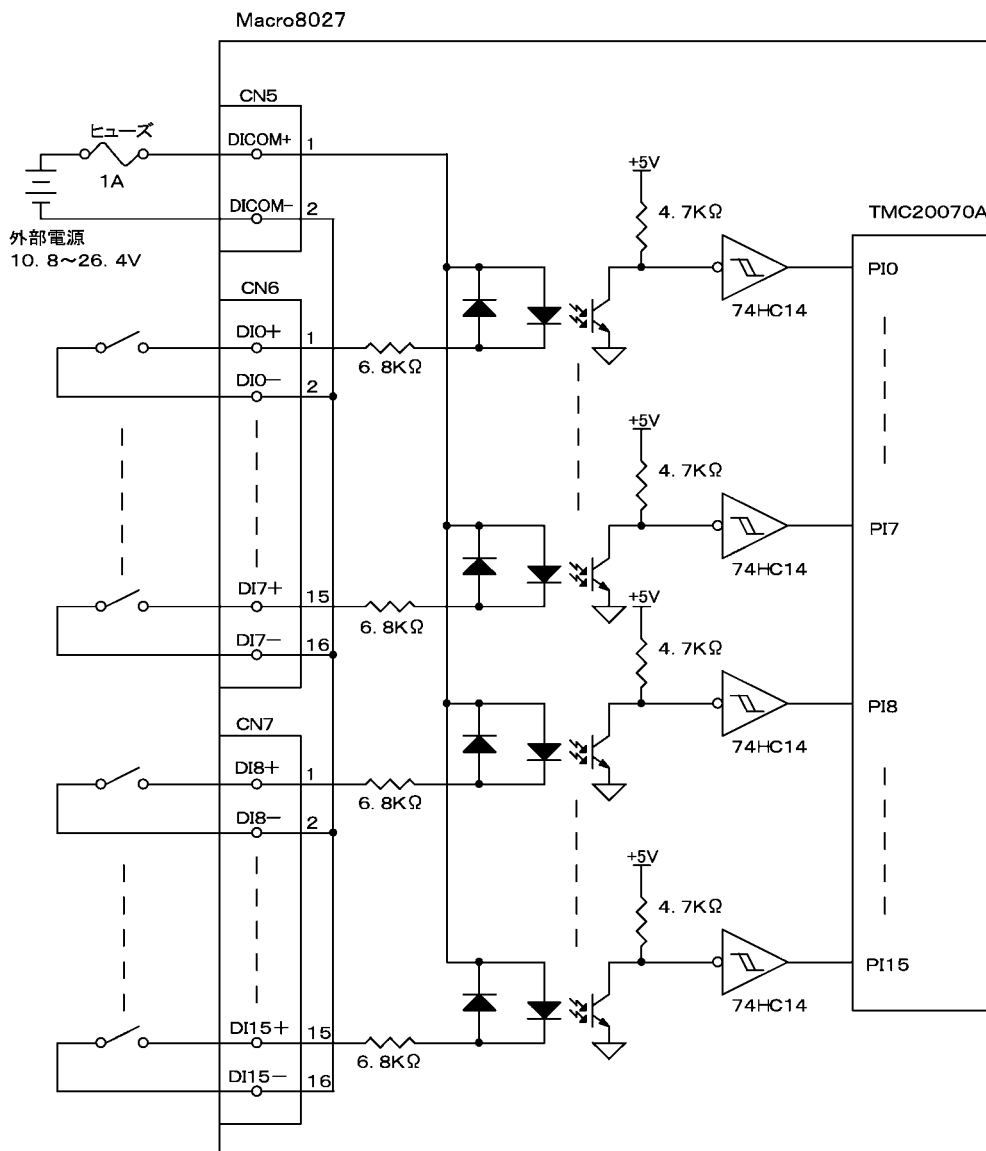 Macro8027
CN5
ヒューズ
DICOM+
1
1A
DICOM-
2
外部電源
10. 8~26. 4V
+5V
4. 7KΩ
TMC20070A
74HC14
PI0
CN6
DI0+
1
6. 8KΩ
DI0-
2
+5V
4. 7KΩ
74HC14
PI7
DI7+
15
6. 8KΩ
DI7-
16
+5V
4. 7KΩ
74HC14
PI8
CN7
DI8+
1
6. 8KΩ
DI8-
2
+5V
4. 7KΩ
74HC14
PI15
DI15+
15
6. 8KΩ
DI15-
16